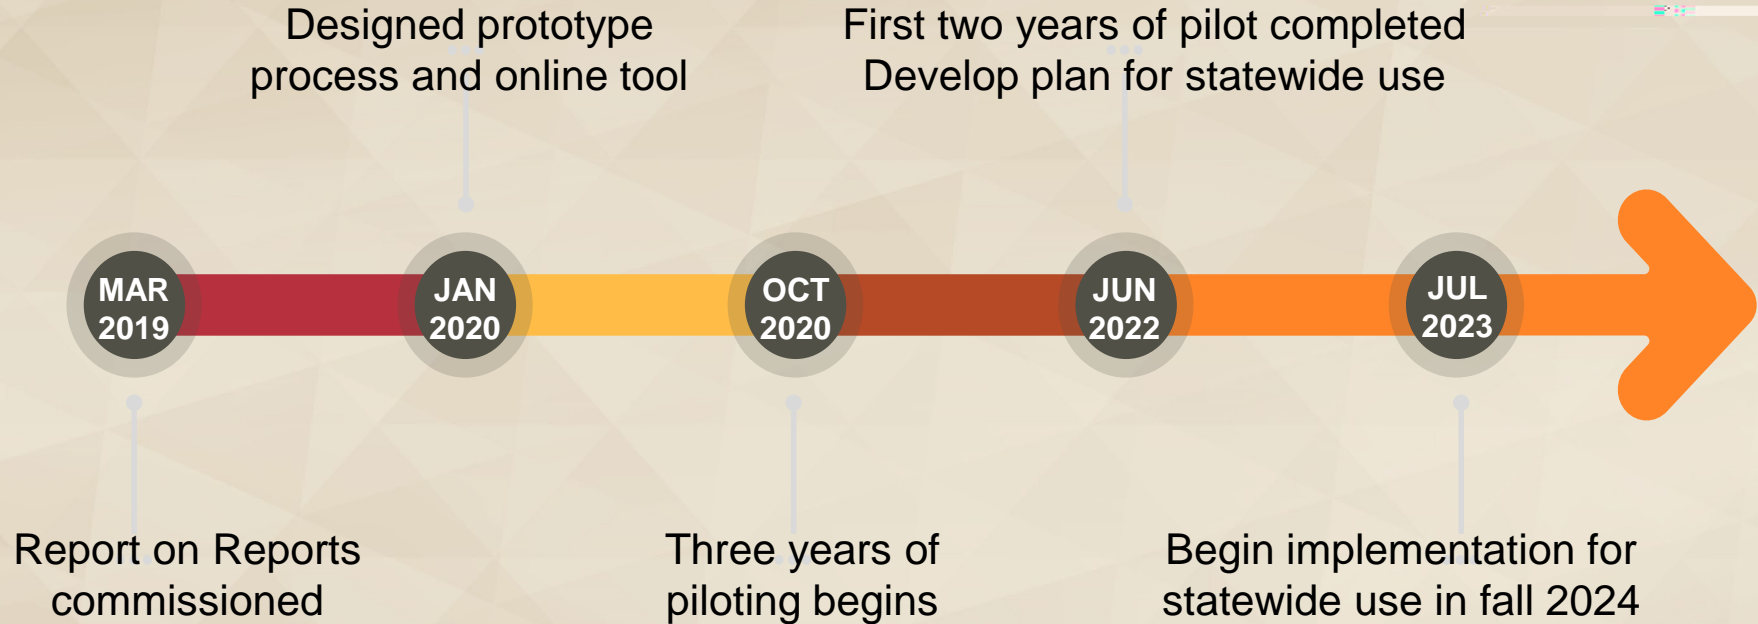 Designed prototype
process and online tool
First two years of pilot completed
Develop plan for statewide use
MAR
2019
JAN
2020
OCT
2020
JUN
2022
JUL
2023
Report on Reports
commissioned
Three years of
piloting begins
Begin implementation for
statewide use in fall 2024